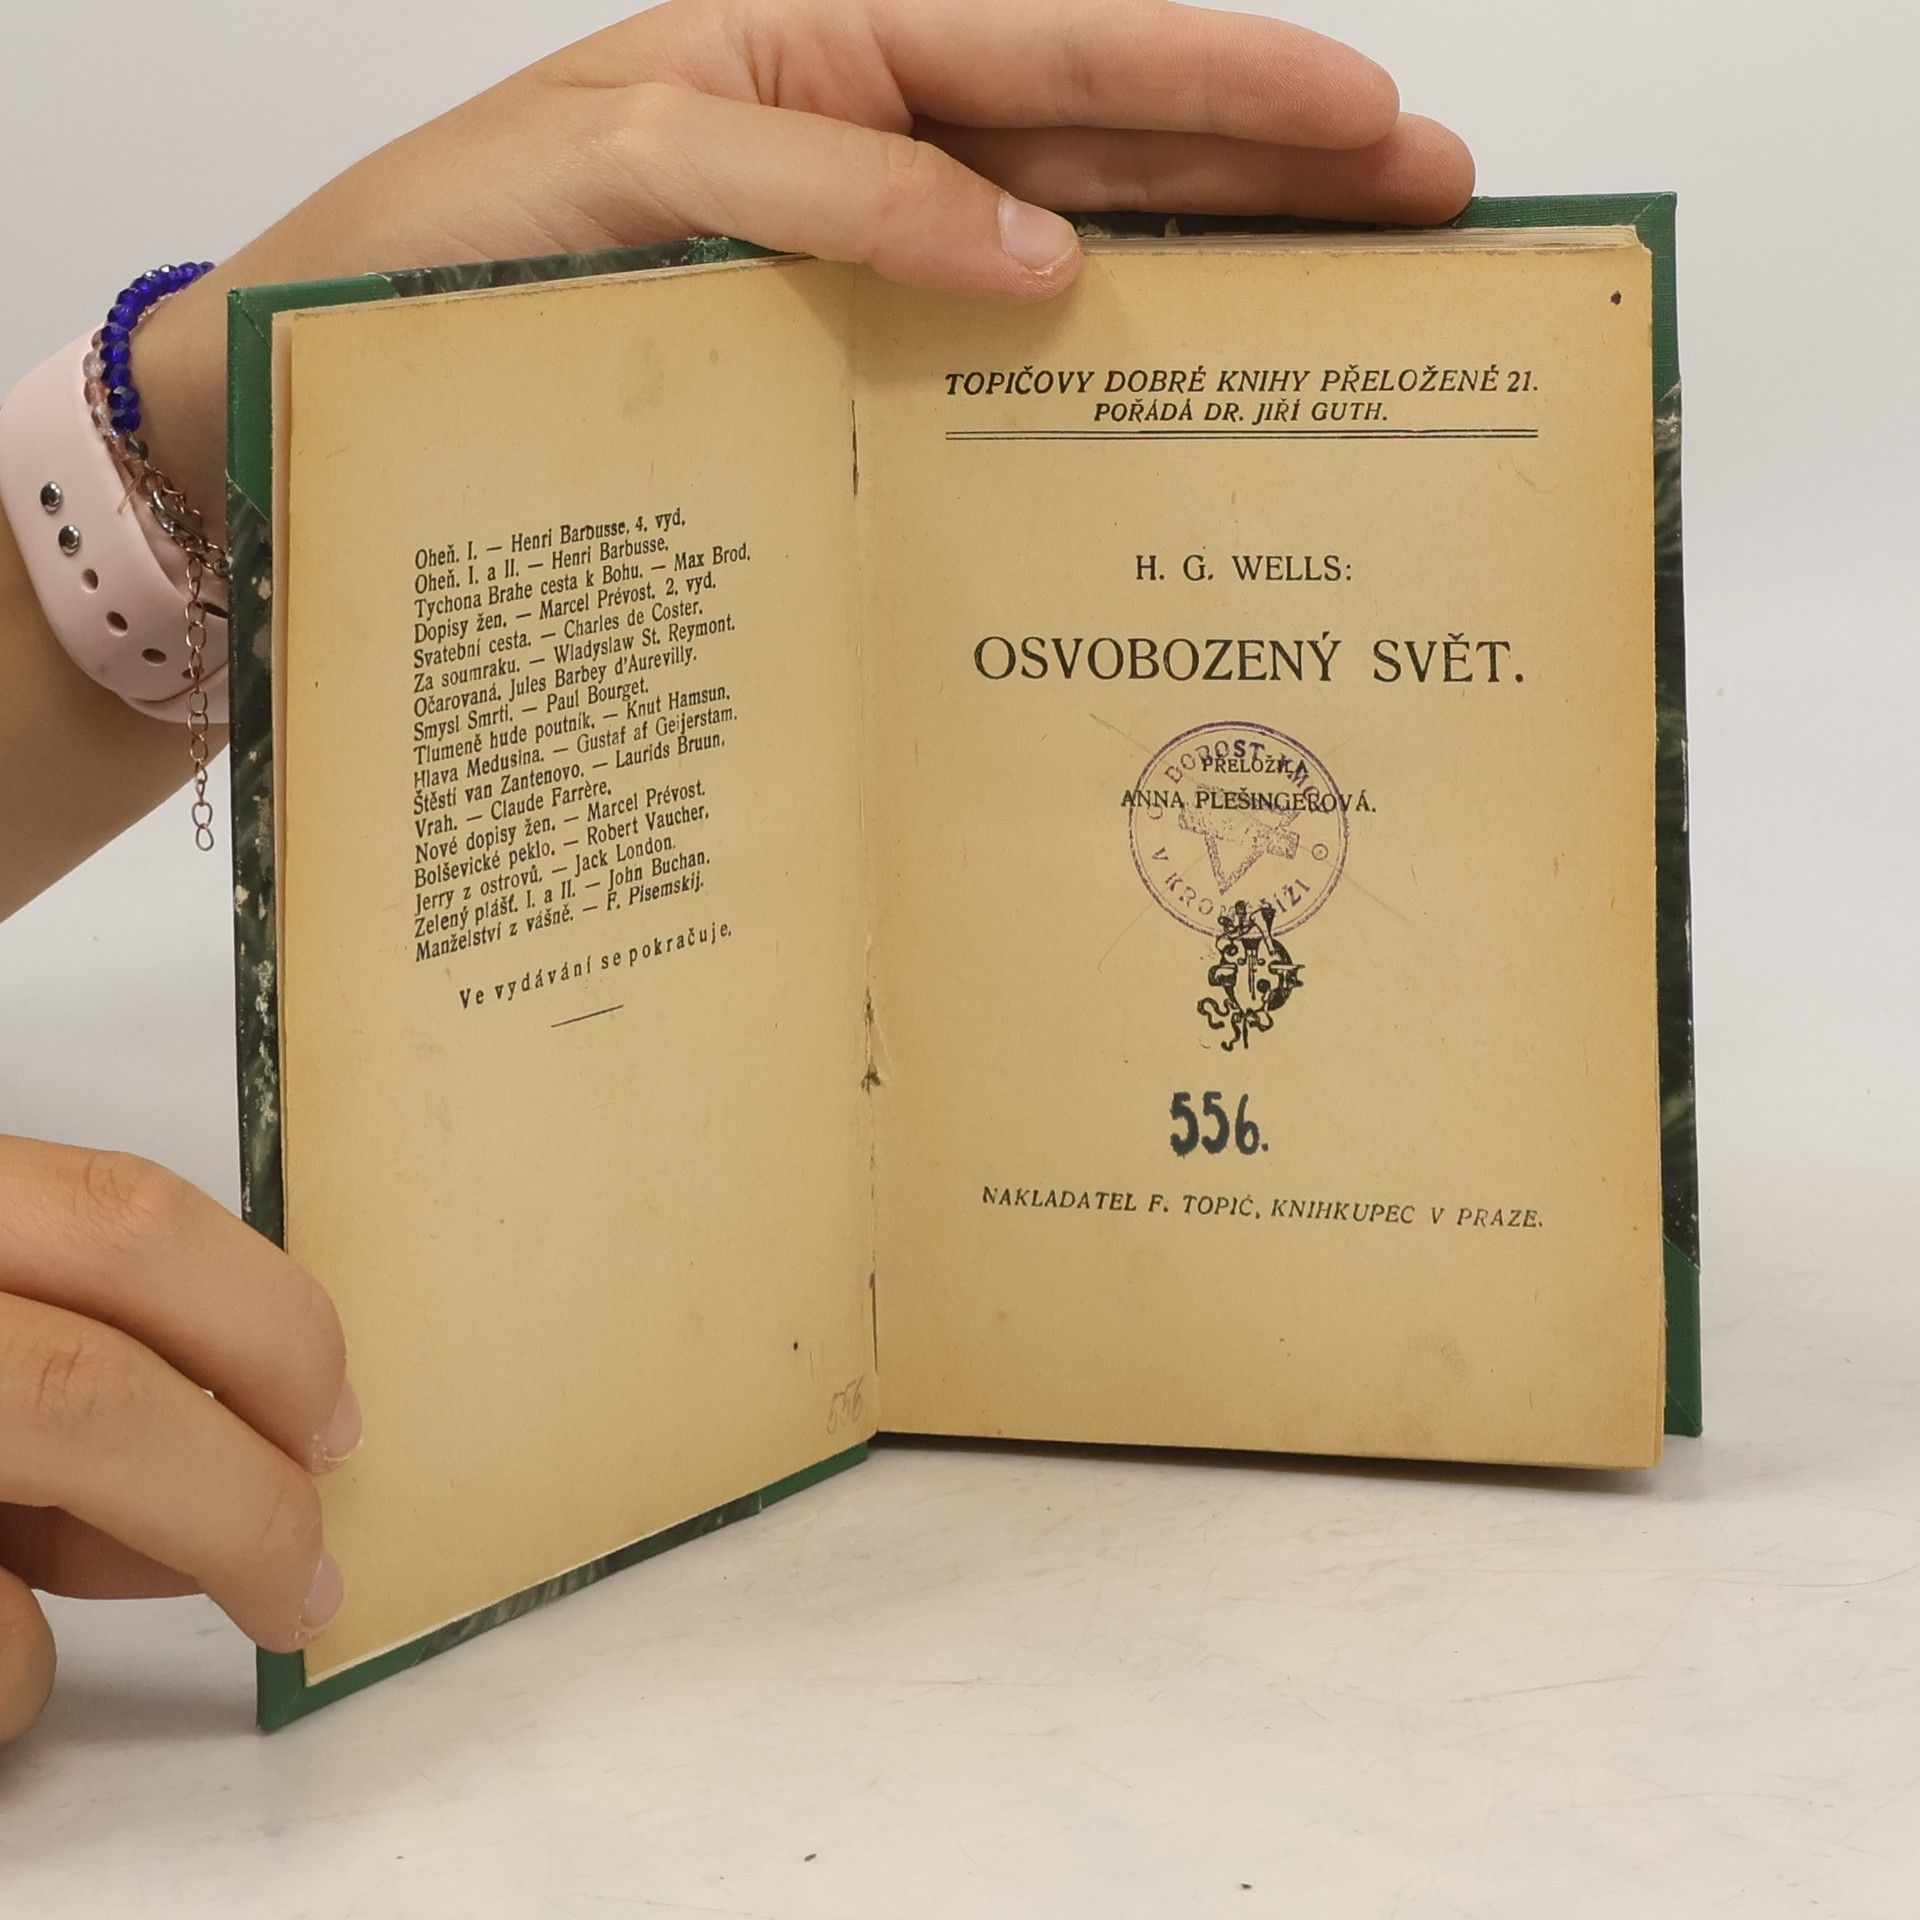 Oheň. I. — Henri Barbusse. 4. vyd.
Oheň. I. a II. — Henri Barbusse.
Tychona Brahe cesta k Bohu. — Max Brod.
Dopisy žen. — Marcel Prévost. 2. vyd.
Svatební cesta. — Charles de Coster.
Za soumraku. — Wladyslaw St. Reymont.
Očarovaná. Jules Barbey d'Aurevilly.
Smysl Smrti. — Paul Bourget.
Tlumeně hude poutník. — Knut Hamsun.
Hlava Medusina. — Gustaf af Geijerstam.
Štěstí van Zantenovo. — Laurids Bruun.
Vrah. — Claude Farrère.
Nové dopisy žen. — Marcel Prévost.
Bolševické peklo. — Robert Vaucher.
Jerry z ostrovů. — Jack London.
Zelený plášť. I. a II. — John Buchan.
Manželství z vášně. — F. Pisemskij.
Ve vydávání se pokračuje.
556
TOPIČOVY DOBRÉ KNIHY PŘELOŽENÉ 21.
POŘÁDÁ DR. JIŘÍ GUTH.
H. G. WELLS:
OSVOBOZENÝ SVĚT.
PŘELOŽILA
ANNA PLEŠINGEROVÁ.
V KROMĚŘÍŽI
556.
NAKLADATEL F. TOPIČ, KNIHKUPEC V PRAZE.